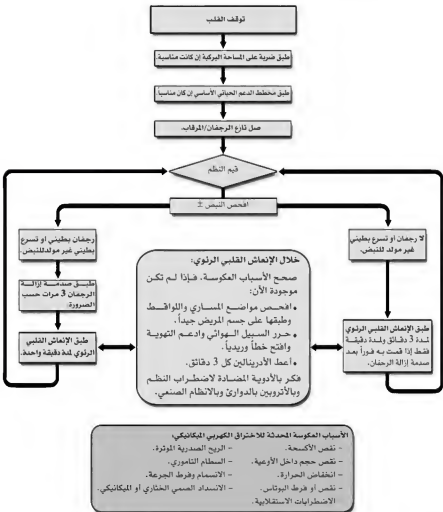 توقف القلب
طبق ضربة على المساحة البركية إن كانت مناسبة.
طبق مخطط الدعم الحياتي الأساسي إن كان مناسباً.
صل نازع الرجفان/المرقاب.
قيم النظم
افحص النبض ±
رجفان بطيني او تسرع
بطيني غير مولد للنبض.
لا رجفان أو تسرع بطيني
غير مولد للنبض.
طبق صدمة إزالة
الرجفان 3 مرات حسب
الضرورة.
طبق الإنعاش القلبي
الرئوي لمدة دقيقة واحدة.
خلال الإنعاش القلبي الرئوي:
صحح الأسباب العكوسة، فإذا لم تكن
موجودة الآن:
• افحص مواضع المساري واللواقط
وطبقها على جسم المريض جيداً.
• حرر السبيل الهوائي وادعم التهوية
وافتح خطاً وريدياً.
• أعط الأدرينالين كل 3 دقائق.
فكر بالأدوية المضادة لاضطراب النظم
وبالأتروبين بالدوارئ وبالانظام الصنعي.
طبق الإنعاش القلبي الرئوي
لمدة 3 دقائق ولمدة دقيقة
فقط إذا قمت به فوراً بعد
صدمة إزالة الرجفان.
الأسباب العكوسة المحدثة للافتراق الكهربي الميكانيكي:
- نقص الأكسجة.
- نقص حجم داخل الأوعية.
- انخفاض الحرارة.
- نقص أو فرط البوتاس.
الاضطرابات الاستقلابية.
- الريح الصدرية الموترة.
- السطام التاموري.
- الانسمام وفرط الجرعة.
- الانسداد الصمي الخثاري أو الميكانيكي.